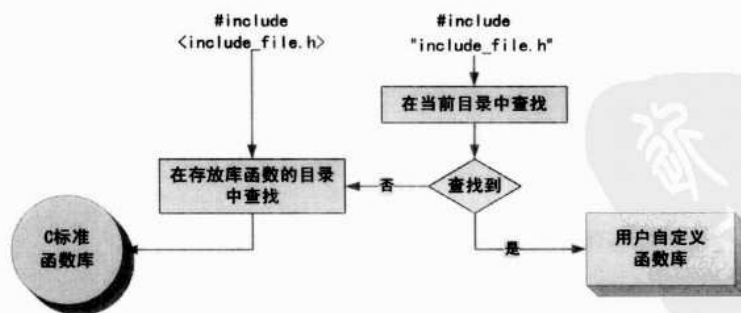 #include
<include_file.h>
#include
"include_file.h"
在当前目录中查找
在存放库函数的目录
中查找
否
查找到
C标准
函数库
是
用户自定义
函数库